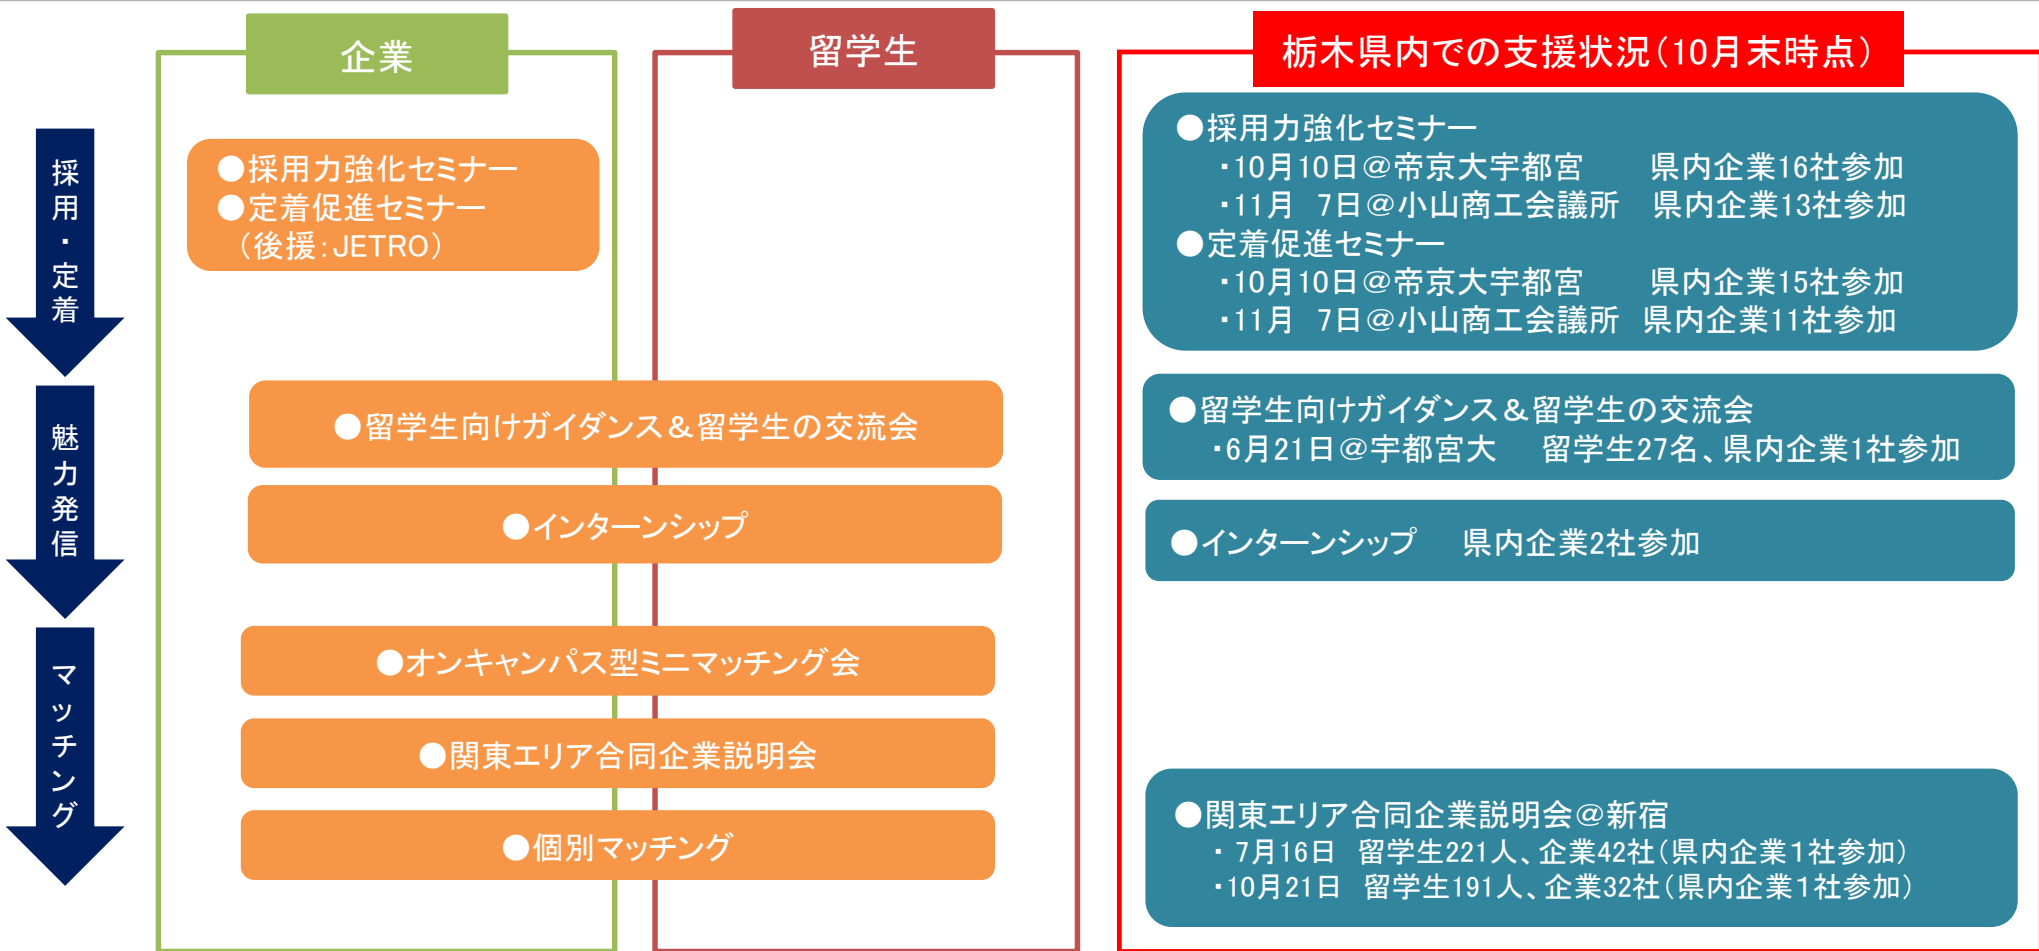 企業
留学生
栃木県内での支援状況(10月末時点)
採用・定着
●採用力強化セミナー
●定着促進セミナー
(後援:JETRO)
●採用力強化セミナー
・10月10日@帝京大宇都宮 県内企業16社参加
・11月 7日@小山商工会議所 県内企業13社参加
●定着促進セミナー
・10月10日@帝京大宇都宮 県内企業15社参加
・11月 7日@小山商工会議所 県内企業11社参加
魅力発信
●留学生向けガイダンス&留学生の交流会
●留学生向けガイダンス&留学生の交流会
・6月21日@宇都宮大 留学生27名、県内企業1社参加
●インターンシップ
●インターンシップ 県内企業2社参加
マッチング
●オンキャンパス型ミニマッチング会
●関東エリア合同企業説明会
●個別マッチング
●関東エリア合同企業説明会@新宿
・ 7月16日 留学生221人、企業42社(県内企業1社参加)
・10月21日 留学生191人、企業32社(県内企業1社参加)